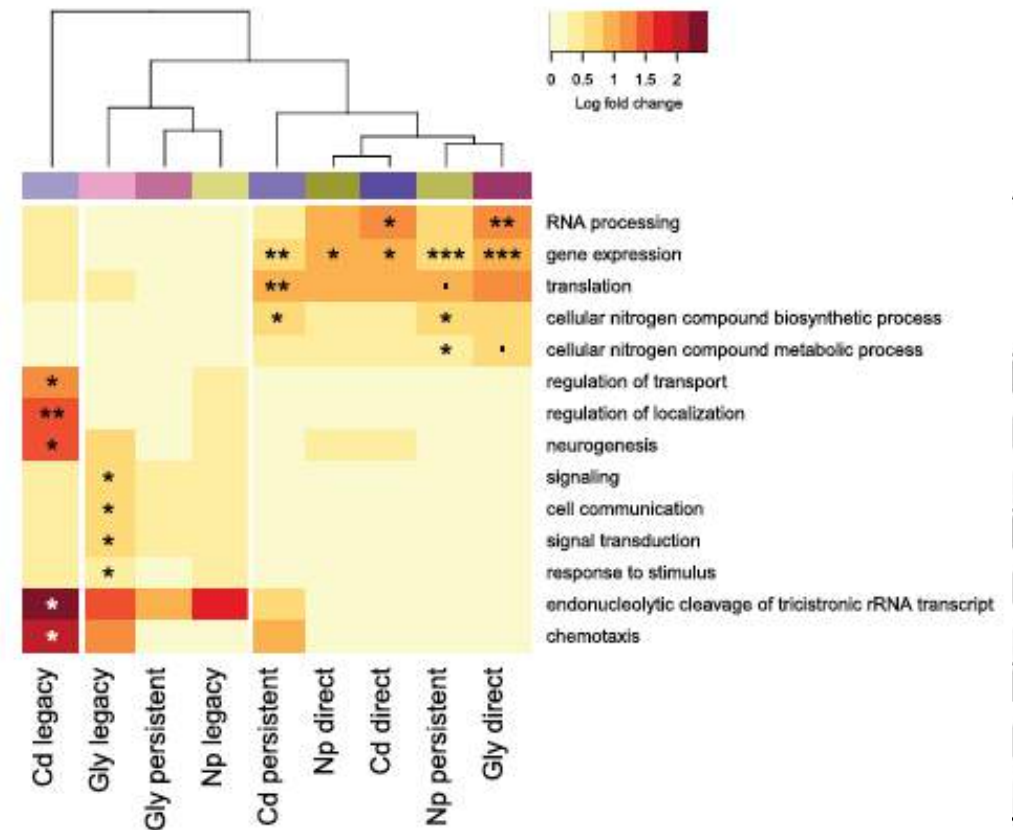 0 0.5 1 1.5 2
Log fold change
* ** RNA processing
** * * *** *** gene expression
** ▪ translation
* * cellular nitrogen compound biosynthetic process
* ▪ cellular nitrogen compound metabolic process
* regulation of transport
** regulation of localization
* neurogenesis
* signaling
* cell communication
* signal transduction
* response to stimulus
* endonucleolytic cleavage of tricistronic rRNA transcript
* chemotaxis
Cd legacy
Gly legacy
Gly persistent
Np legacy
Cd persistent
Np direct
Cd direct
Np persistent
Gly direct